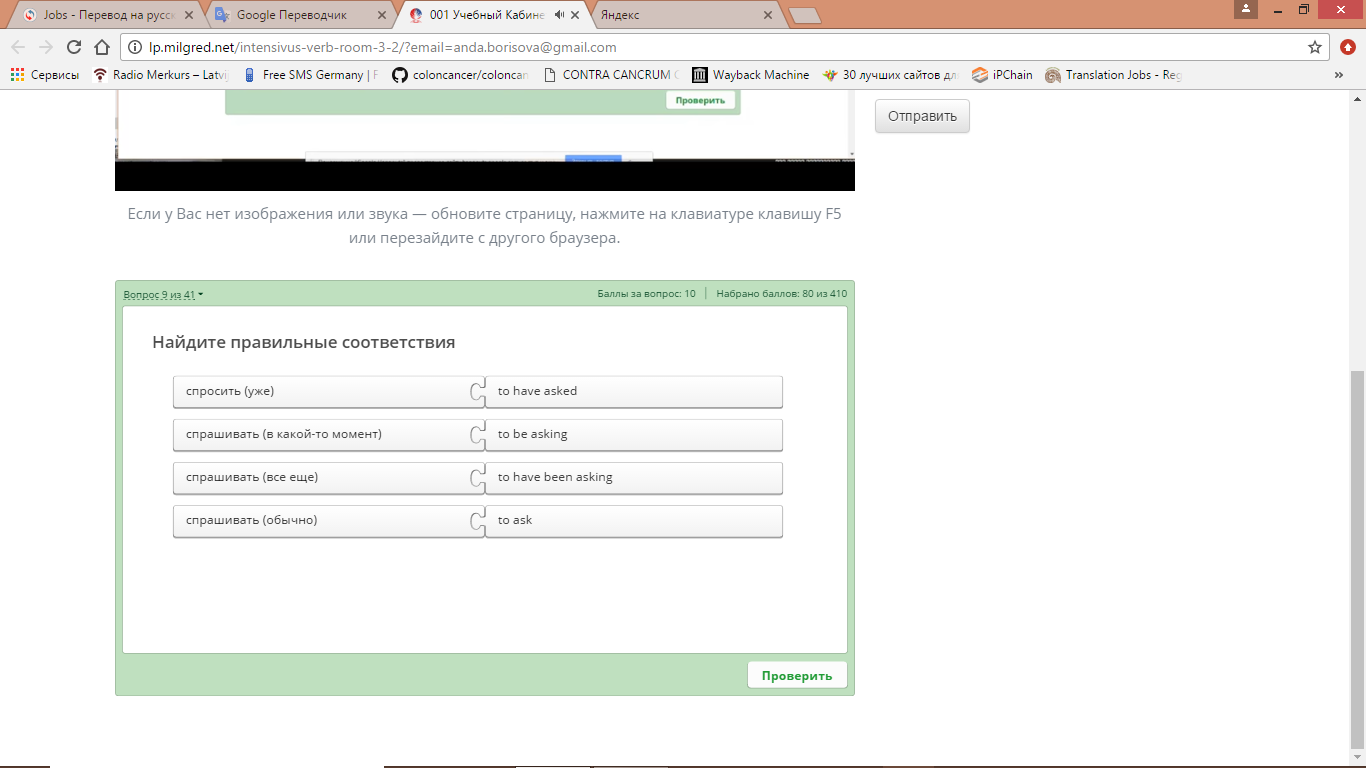 Jobs - Перевод на русск
Google Переводчик
001 Учебный Кабине
Яндекс
lp.milgred.net/intensivus-verb-room-3-2/?email=anda.borisova@gmail.com
Сервисы
Radio Merkurs – Latvij
Free SMS Germany | F
coloncancer/coloncan
CONTRA CANCRUM C
Wayback Machine
30 лучших сайтов дл
iPChain
Translation Jobs - Reg
»
Проверить
Отправить
Если у Вас нет изображения или звука — обновите страницу, нажмите на клавиатуре клавишу F5
или перезайдите с другого браузера.
Вопрос 9 из 41
Баллы за вопрос: 10 | Набрано баллов: 80 из 410
Найдите правильные соответствия
спросить (уже) to have asked
спрашивать (в какой-то момент) to be asking
спрашивать (все еще) to have been asking
спрашивать (обычно) to ask
Проверить